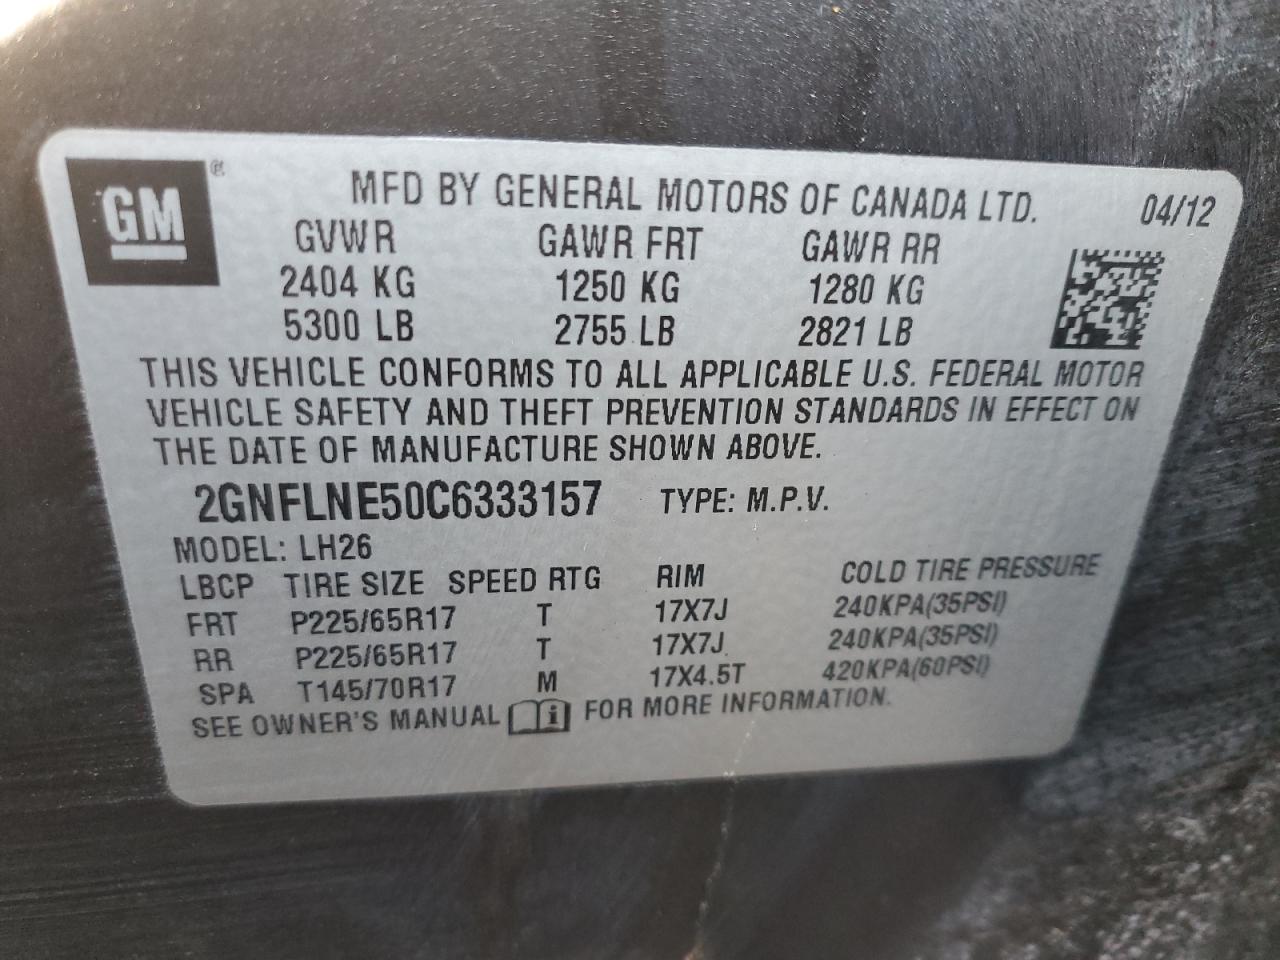 GM ®
MFD BY GENERAL MOTORS OF CANADA LTD. 04/12
GVWR GAWR FRT GAWR RR
2404 KG 1250 KG 1280 KG
5300 LB 2755 LB 2821 LB
THIS VEHICLE CONFORMS TO ALL APPLICABLE U.S. FEDERAL MOTOR
VEHICLE SAFETY AND THEFT PREVENTION STANDARDS IN EFFECT ON
THE DATE OF MANUFACTURE SHOWN ABOVE.
2GNFLNE50C6333157 TYPE: M.P.V.
MODEL: LH26
LBCP TIRE SIZE SPEED RTG RIM COLD TIRE PRESSURE
FRT P225/65R17 T 17X7J 240KPA(35PSI)
RR P225/65R17 T 17X7J 240KPA(35PSI)
SPA T145/70R17 M 17X4.5T 420KPA(60PSI)
SEE OWNER'S MANUAL i FOR MORE INFORMATION.